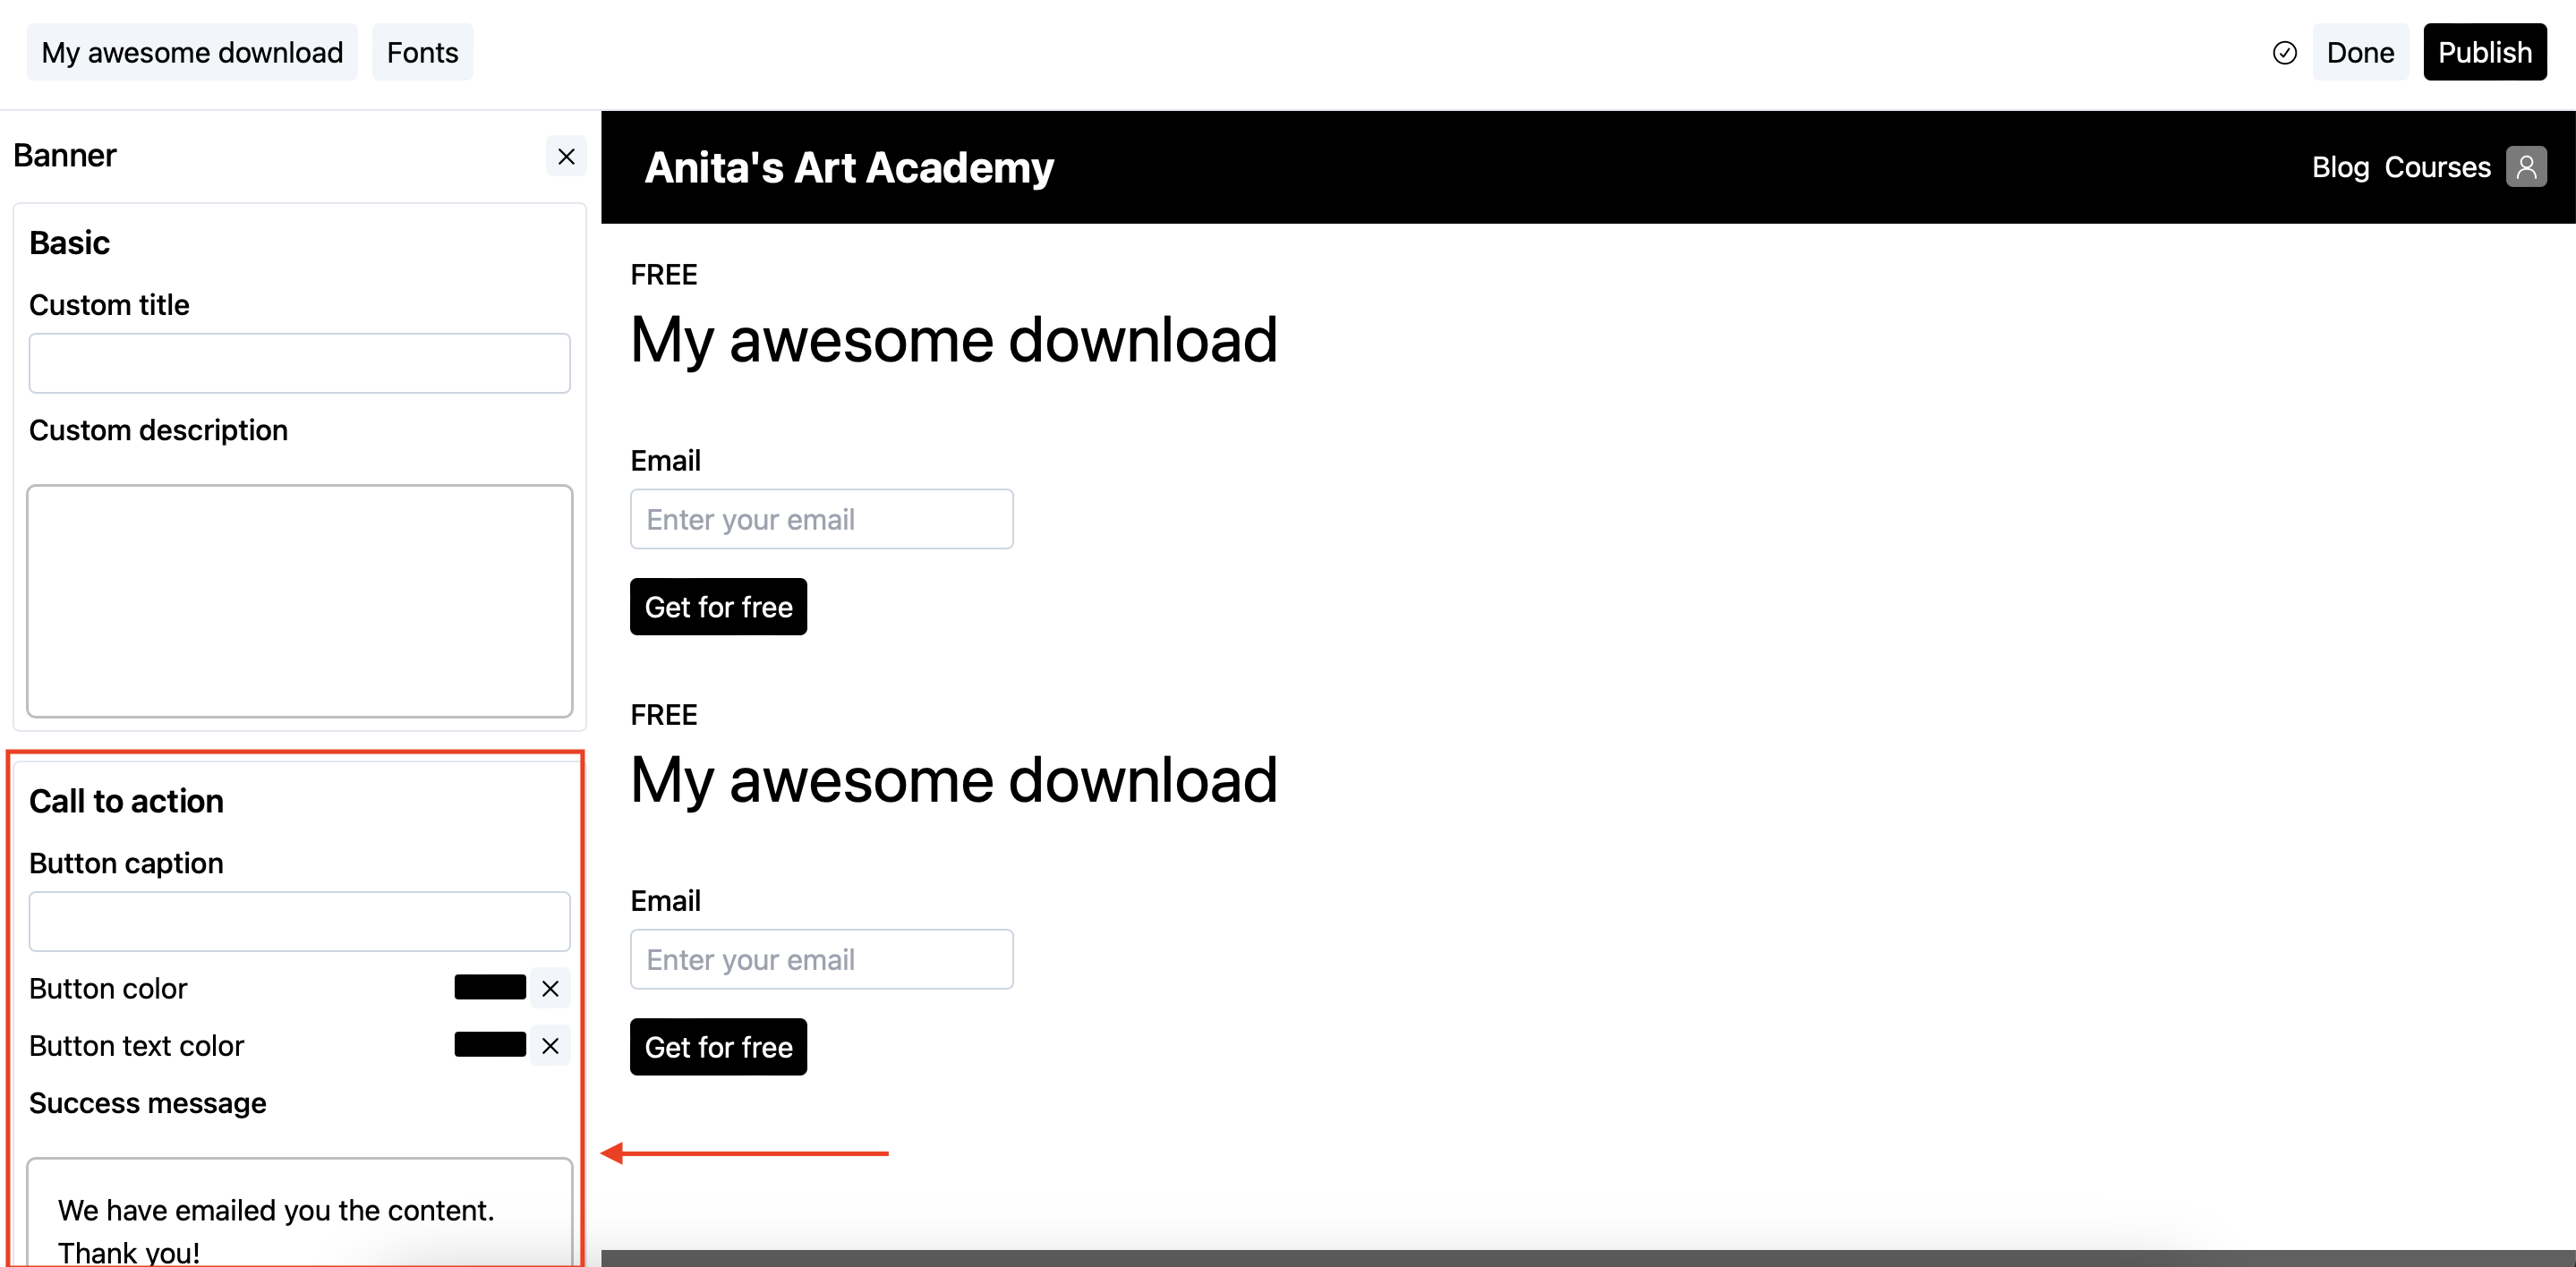 My awesome download
Fonts
Done
Publish
Banner
Basic
Custom title
Custom description
Call to action
Button caption
Button color
Button text color
Success message
We have emailed you the content.
Thank you!
Anita's Art Academy
Blog
Courses
FREE
My awesome download
Email
Enter your email
Get for free
FREE
My awesome download
Email
Enter your email
Get for free